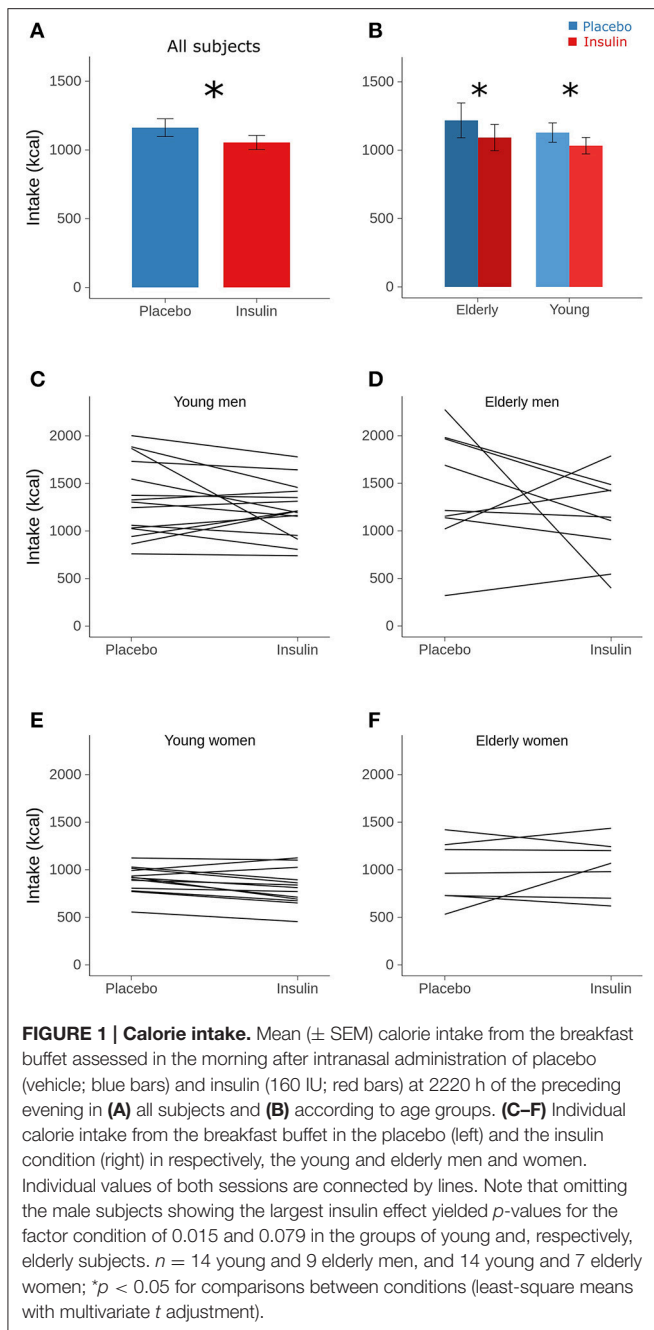 A
All subjects
B
Placebo
Insulin
*
* *
Intake (kcal)
1500
1000
500
0
Placebo Insulin
1500
1000
500
0
Elderly Young
C
Young men
Intake (kcal)
2000
1500
1000
500
0
Placebo Insulin
D
Elderly men
2000
1500
1000
500
0
Placebo Insulin
E
Young women
Intake (kcal)
2000
1500
1000
500
0
Placebo Insulin
F
Elderly women
2000
1500
1000
500
0
Placebo Insulin
FIGURE 1 | Calorie intake. Mean (± SEM) calorie intake from the breakfast
buffet assessed in the morning after intranasal administration of placebo
(vehicle; blue bars) and insulin (160 IU; red bars) at 2220 h of the preceding
evening in (A) all subjects and (B) according to age groups. (C–F) Individual
calorie intake from the breakfast buffet in the placebo (left) and the insulin
condition (right) in respectively, the young and elderly men and women.
Individual values of both sessions are connected by lines. Note that omitting
the male subjects showing the largest insulin effect yielded p-values for the
factor condition of 0.015 and 0.079 in the groups of young and, respectively,
elderly subjects. n = 14 young and 9 elderly men, and 14 young and 7 elderly
women; *p < 0.05 for comparisons between conditions (least-square means
with multivariate t adjustment).